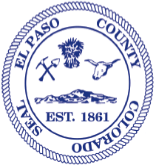 SEAL EL PASO COUNTY COLORADO
EST. 1861